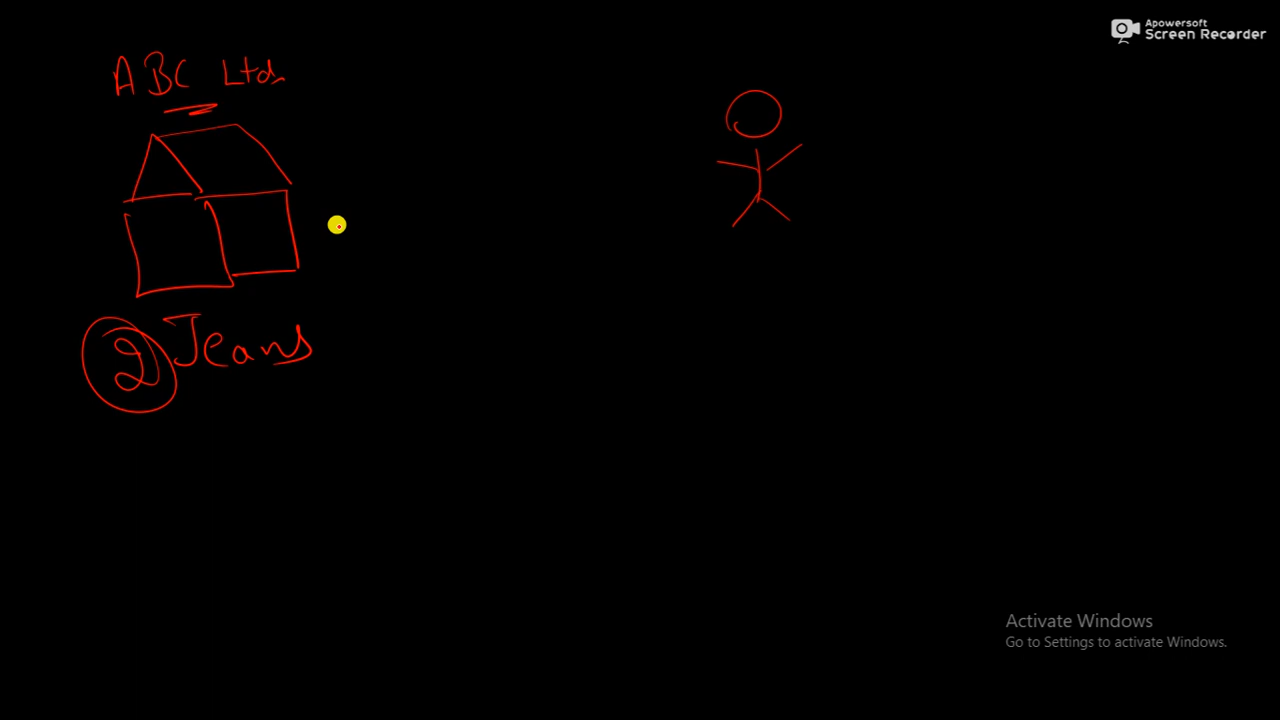 Apowersoft
Screen Recorder
ABC Ltd.
2 Jeans
Activate Windows
Go to Settings to activate Windows.